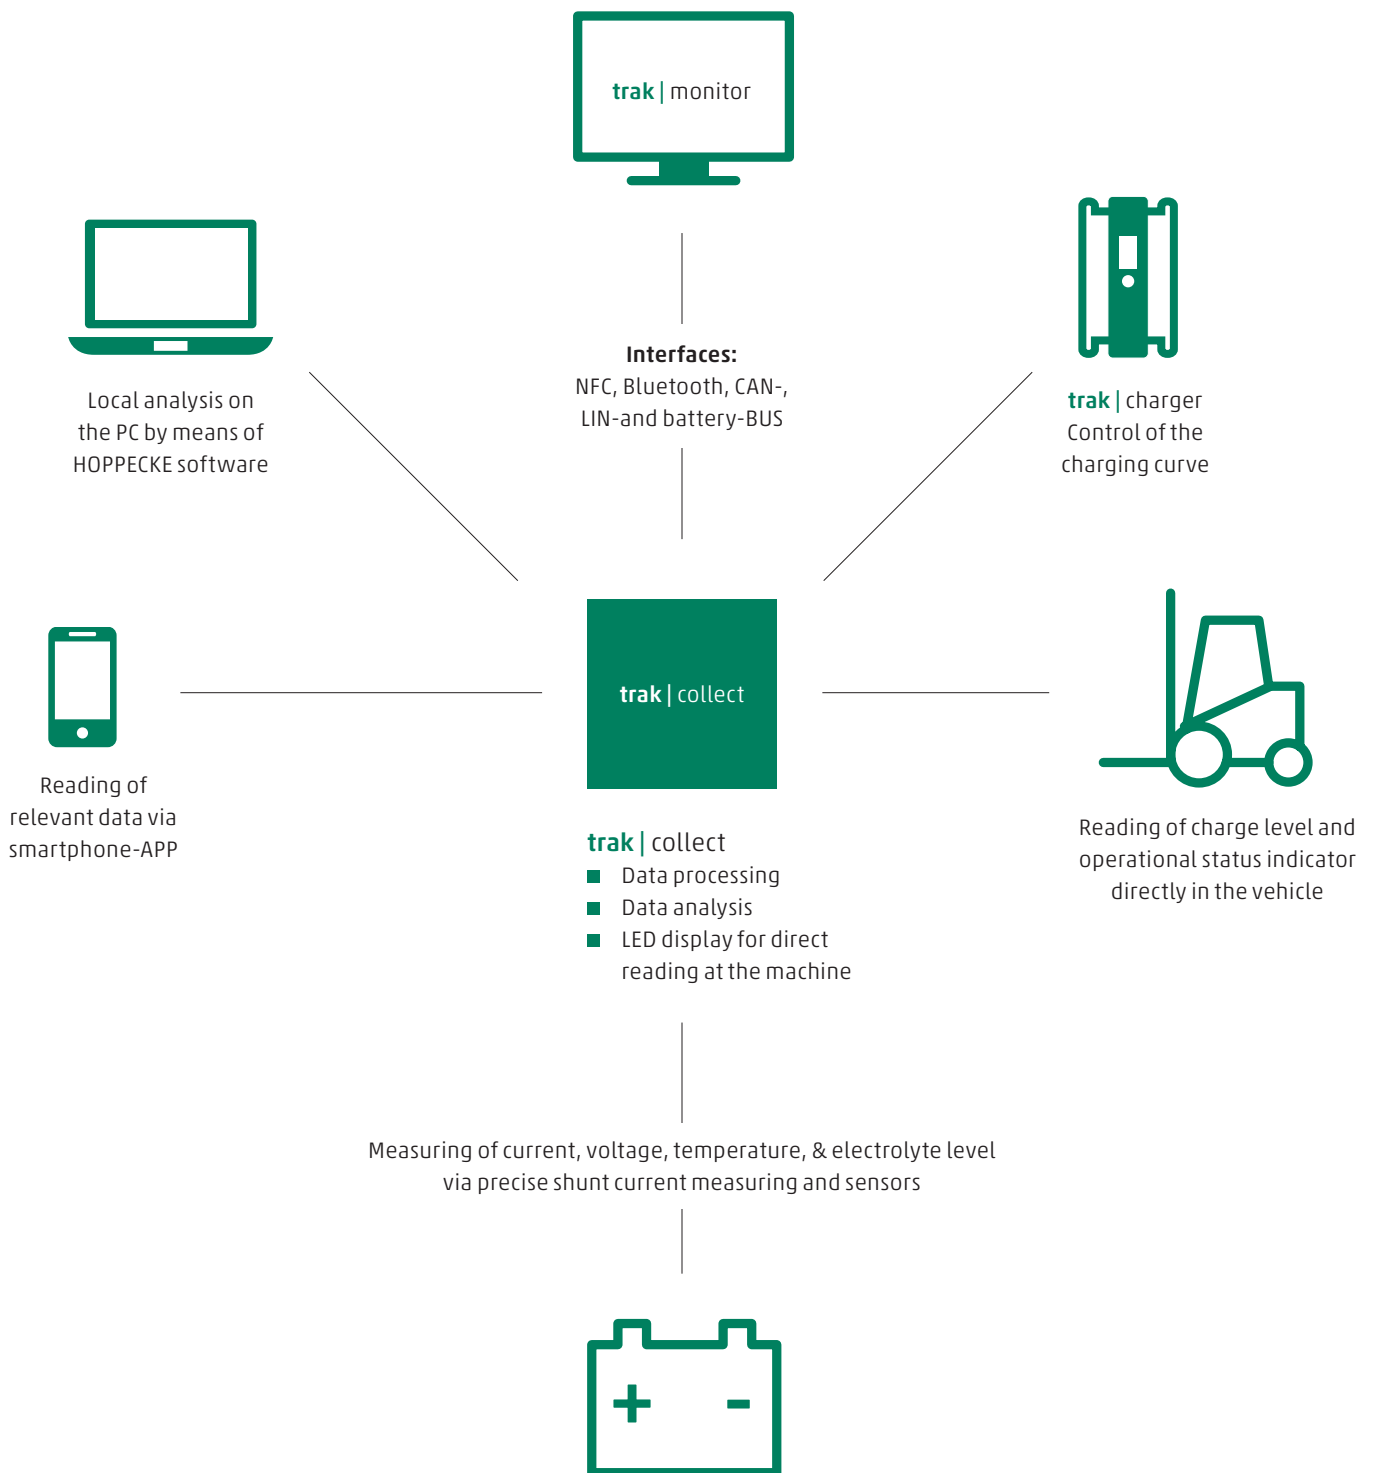 trak | monitor
Interfaces:
NFC, Bluetooth, CAN-,
LIN-and battery-BUS
Local analysis on
the PC by means of
HOPPECKE software
trak | charger
Control of the
charging curve
trak | collect
Reading of
relevant data via
smartphone-APP
Reading of charge level and
operational status indicator
directly in the vehicle
trak | collect
Data processing
Data analysis
LED display for direct
reading at the machine
Measuring of current, voltage, temperature, & electrolyte level
via precise shunt current measuring and sensors
+ -